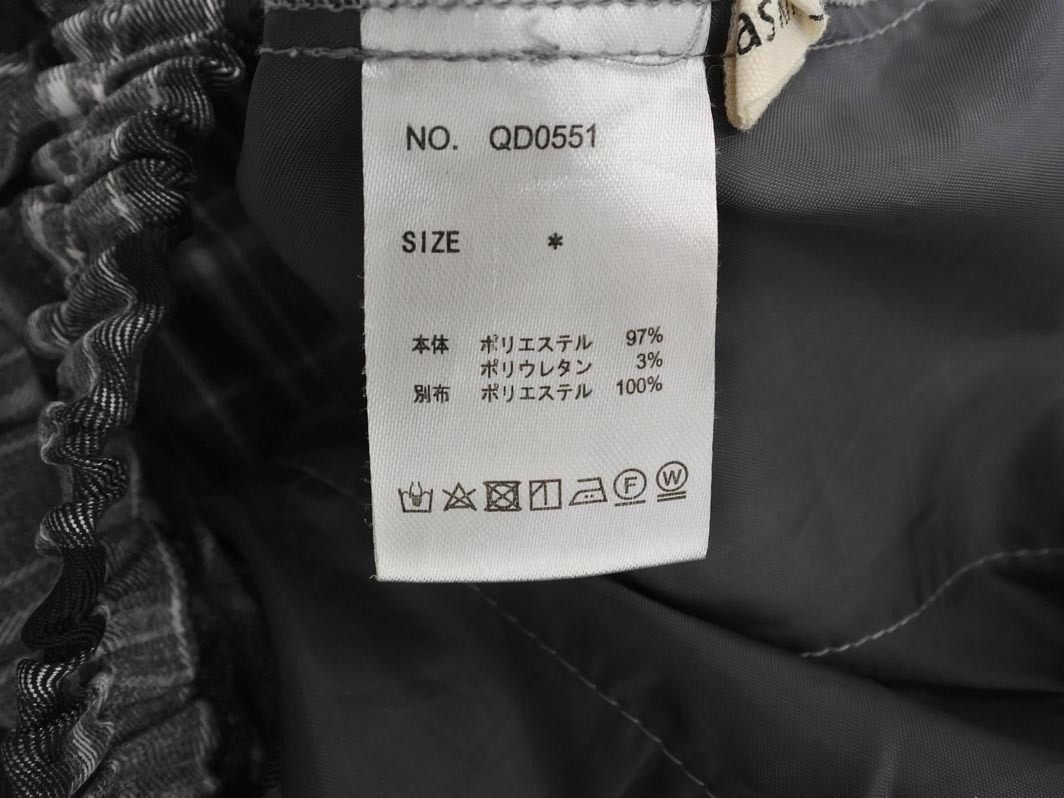 NO. QD0551
SIZE *
本体 ポリエステル 97%
ポリウレタン 3%
別布 ポリエステル 100%
F W